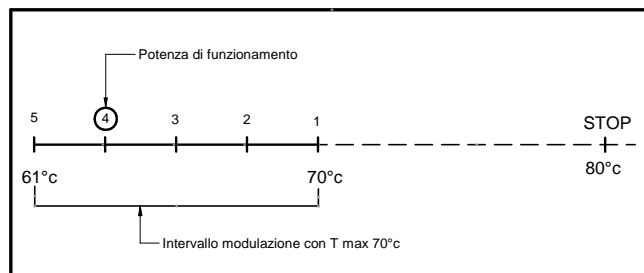 Potenza di funzionamento
5 4 3 2 1 STOP
61°c 70°c 80°c
Intervallo modulazione con T max 70°c